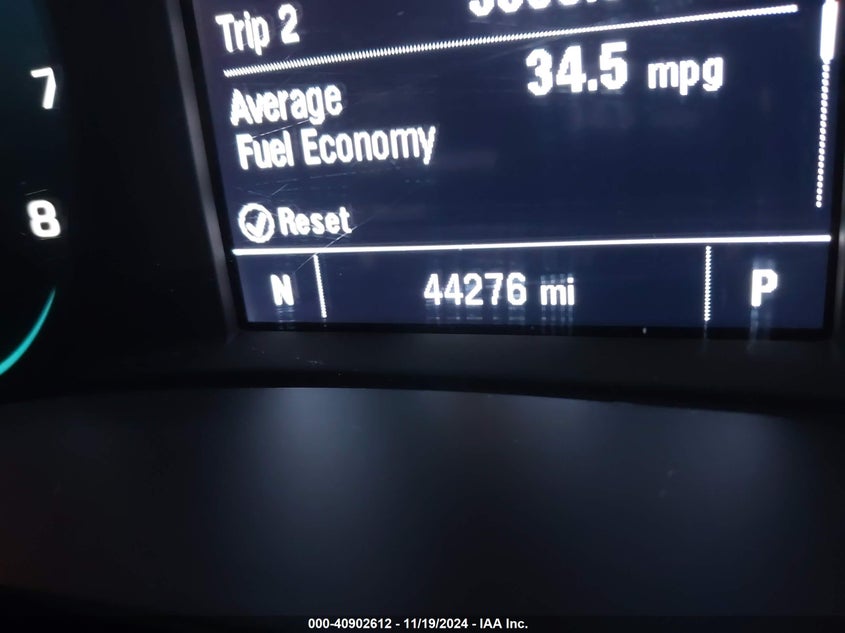 Trip 2
34.5 mpg
Average
Fuel Economy
Reset
N 44276 mi P
7
8
000-40902612 - 11/19/2024 - IAA Inc.